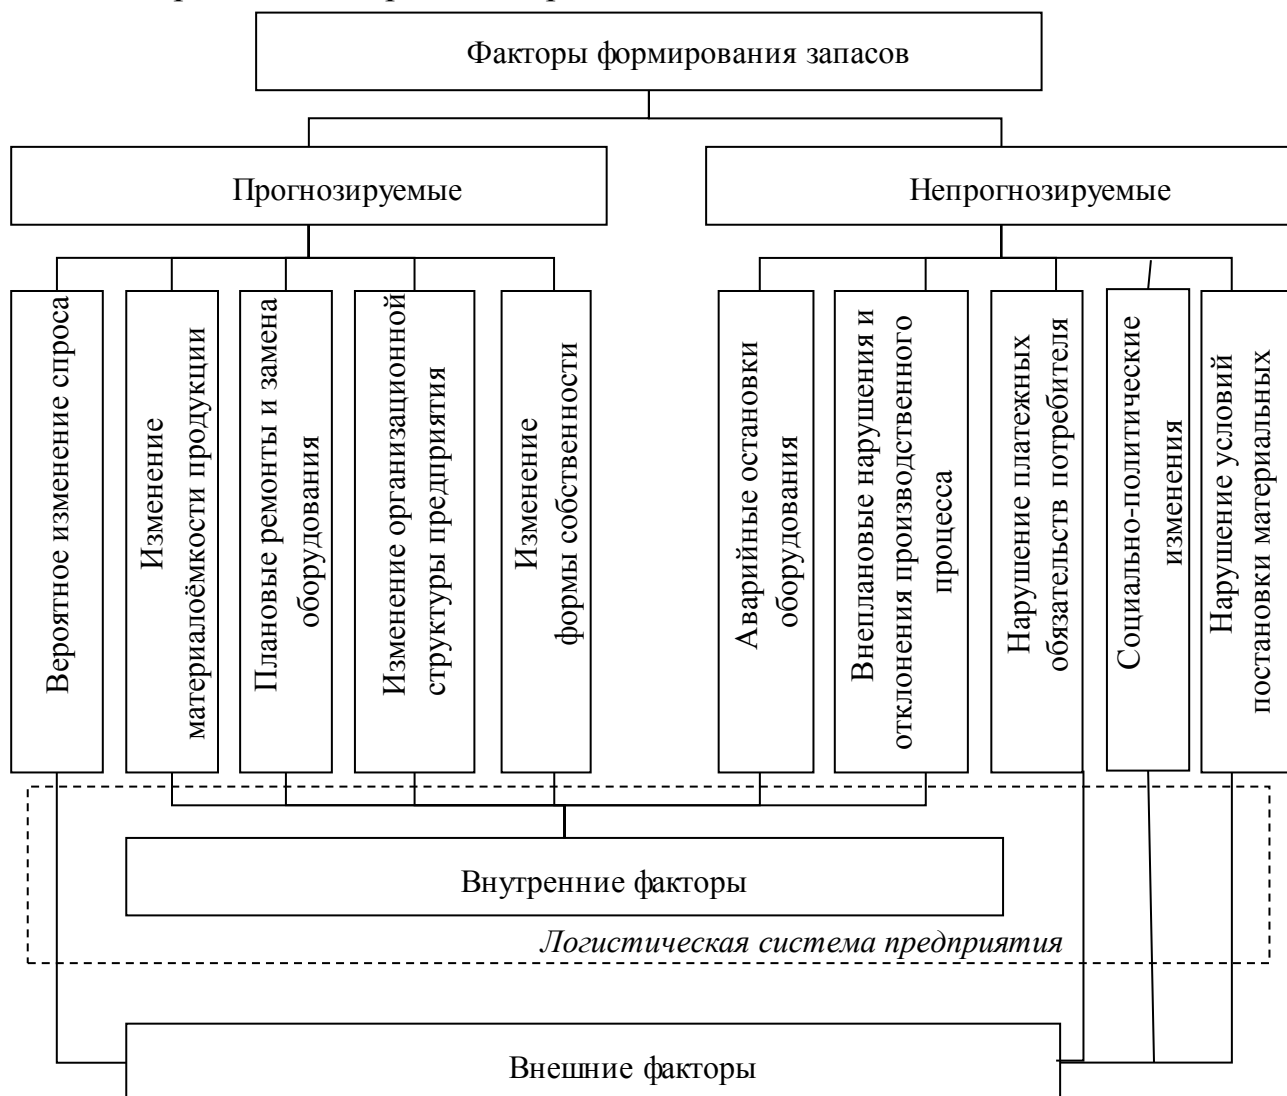 Факторы формирования запасов
Прогнозируемые
Непрогнозируемые
Вероятное изменение спроса
Изменение
материалоёмкости продукции
Плановые ремонты и замена
оборудования
Изменение организационной
структуры предприятия
Изменение
формы собственности
Аварийные остановки
оборудования
Внеплановые нарушения и
отклонения производственного
процесса
Нарушение платежных
обязательств потребителя
Социально-политические
изменения
Нарушение условий
постановки материальных
Внутренние факторы
Логистическая система предприятия
Внешние факторы